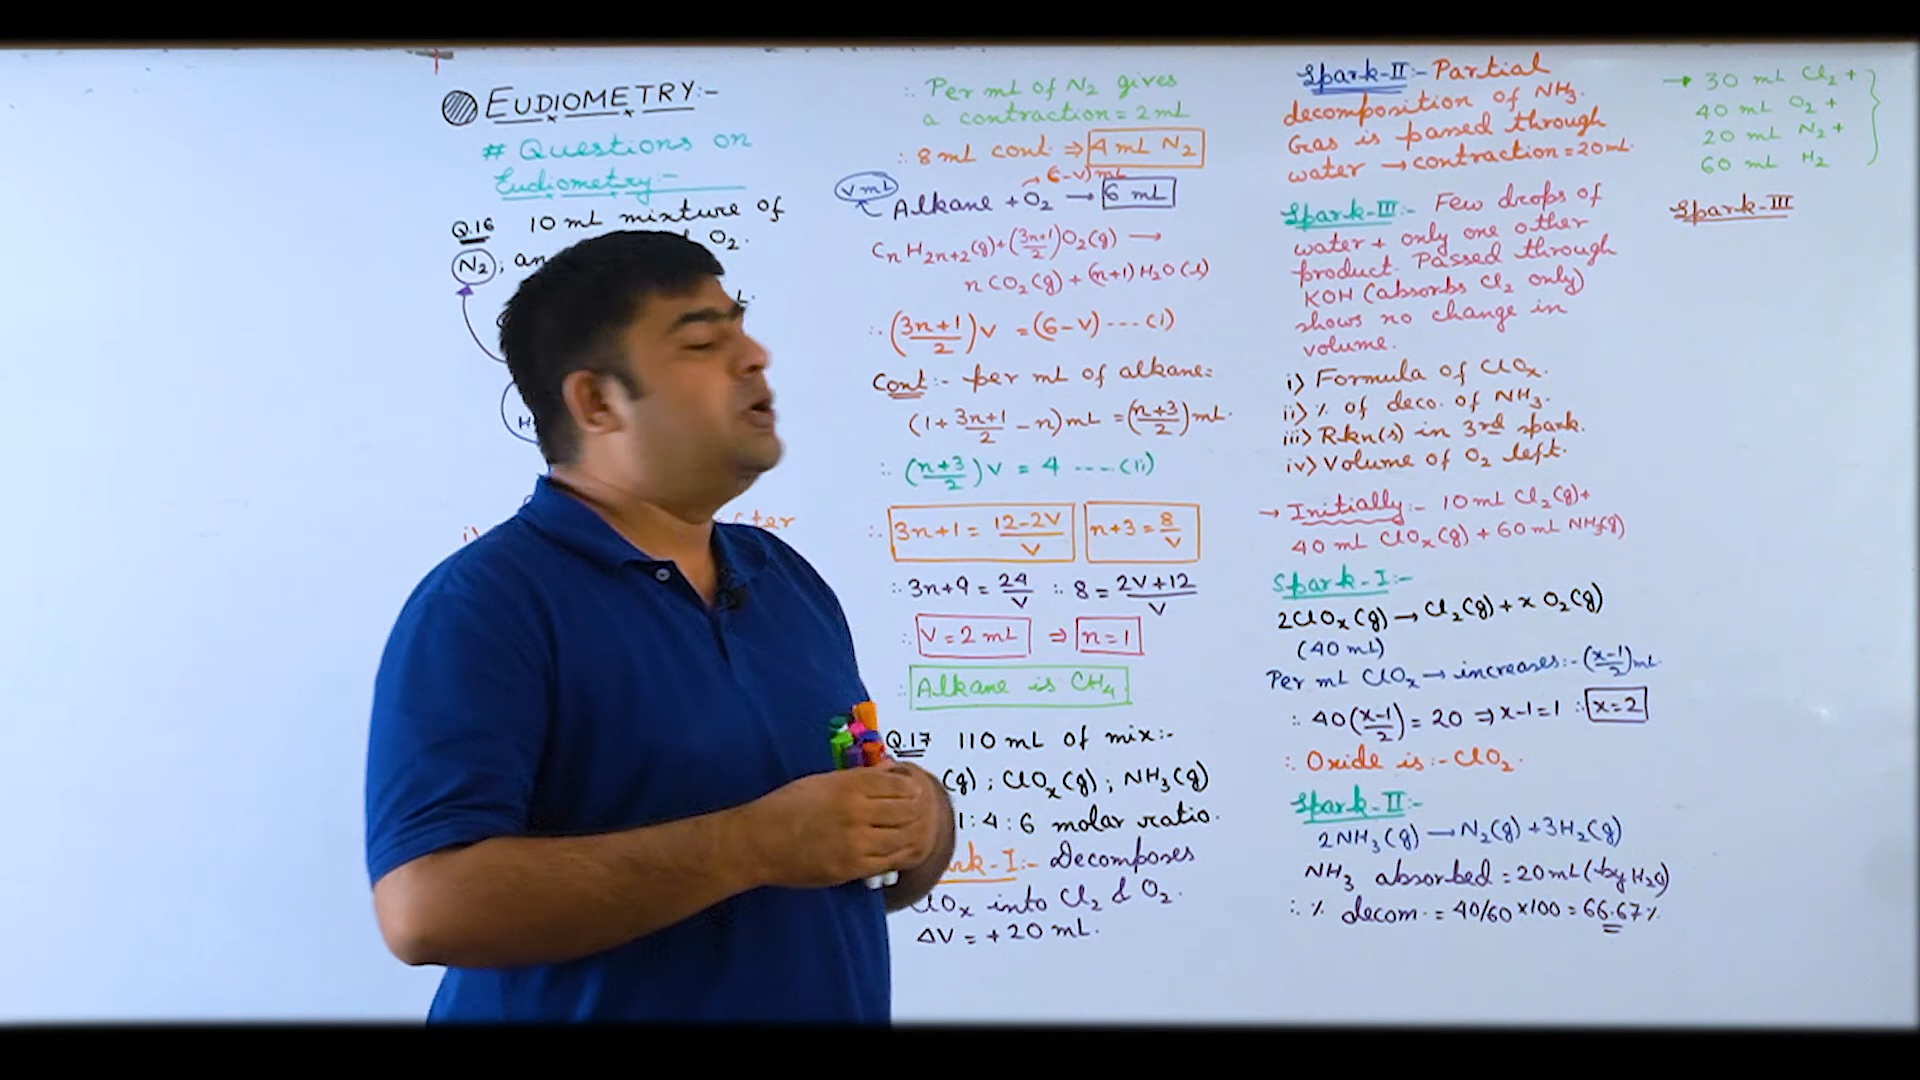 EUDIOMETRY:-
# Questions on
Eudiometry:-
Q.16 10 mL mixture of
N₂; an O₂.
∴ Per mL of N₂ gives
a contraction = 2 mL
∴ 8 mL cont. ⇒ 4 mL N₂
V mL → (6-V) mL
Alkane + O₂ → 6 mL
CnH2n+2(g) + (3n+1/2)O₂(g) →
nCO₂(g) + (n+1)H₂O(l)
∴ (3n+1/2)V = (6-V) ---- (i)
Cont:- per mL of alkane:
(1 + 3n+1/2 - n) mL = (n+3/2) mL.
∴ (n+3/2)V = 4 ---- (ii)
∴ 3n+1 = 12-2V/V n+3 = 8/V
∴ 3n+9 = 24/V ∴ 8 = 2V+12/V
∴ V = 2 mL ⇒ n=1
∴ Alkane is CH₄.
Q.17 110 mL of mix:-
(g); ClOx(g); NH₃(g)
1:4:6 molar ratio.
rk-I:- Decomposes
ClOx into Cl₂ & O₂.
ΔV = +20 mL.
Spark-II:- Partial
decomposition of NH₃.
Gas is passed through
water → contraction = 20 mL.
Spark-III:- Few drops of
water + only one other
product. Passed through
KOH (absorbs Cl₂ only)
shows no change in
volume.
i) Formula of ClOx.
ii) % of deco. of NH₃.
iii) Rxn(s) in 3rd spark.
iv) Volume of O₂ left.
→ Initially:- 10 mL Cl₂(g)+
40 mL ClOx(g) + 60 mL NH₃(g)
Spark-I:-
2ClOx(g) → Cl₂(g) + xO₂(g)
(40 mL)
Per mL ClOx → increases:- (x-1/2) mL.
∴ 40(x-1/2) = 20 ⇒ x-1=1 ∴ x=2
∴ Oxide is:- ClO₂.
Spark-II:-
2NH₃(g) → N₂(g) + 3H₂(g)
NH₃ absorbed = 20 mL (by H₂O)
∴ % decom. = 40/60 × 100 = 66.67%
→ 30 mL Cl₂ +
40 mL O₂ +
20 mL N₂ +
60 mL H₂
Spark-III